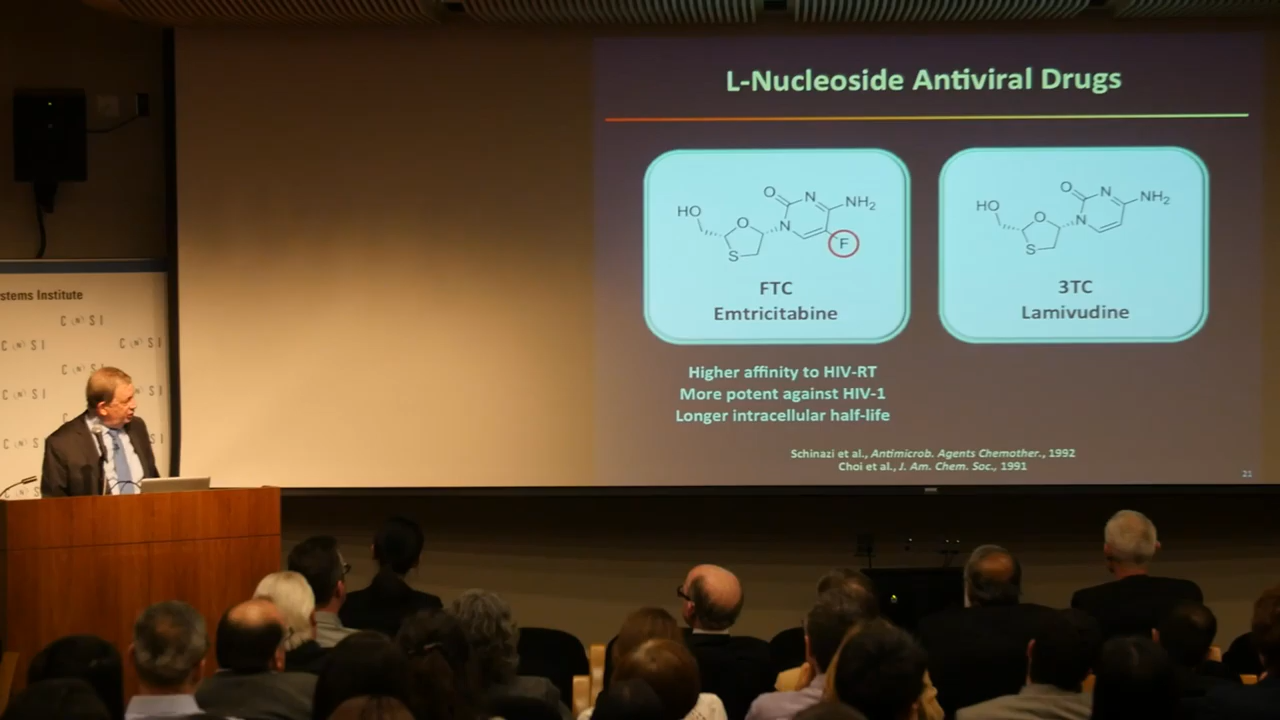 L-Nucleoside Antiviral Drugs
HO
O
S
O
N
N
NH₂
F
FTC
Emtricitabine
HO
O
S
O
N
N
NH₂
3TC
Lamivudine
Higher affinity to HIV-RT
More potent against HIV-1
Longer intracellular half-life
Schinazi et al., Antimicrob. Agents Chemother., 1992
Choi et al., J. Am. Chem. Soc., 1991
21
stems Institute
C N S I
C N S I
C N S I
C N S
C N S I
C N S